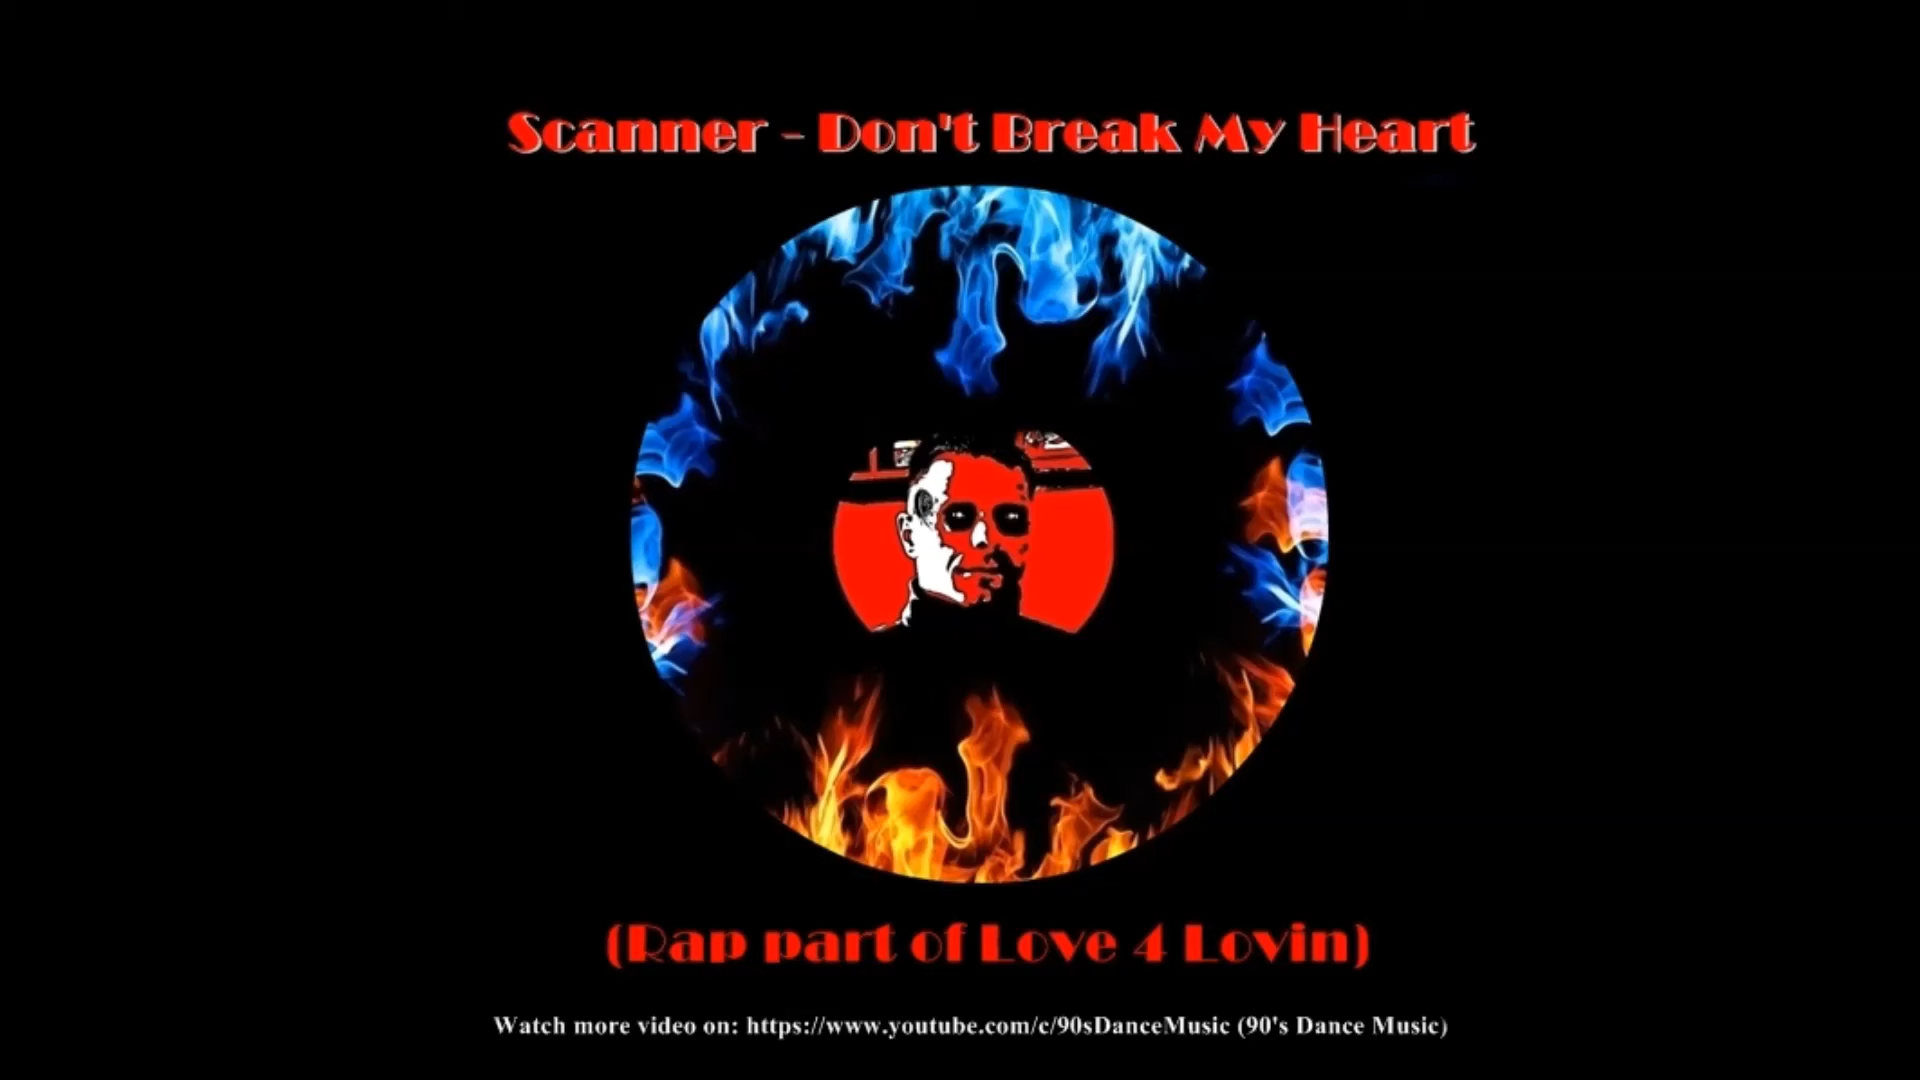 Scanner - Don't Break My Heart
(Rap part of Love 4 Lovin)
Watch more video on: https://www.youtube.com/c/90sDanceMusic (90's Dance Music)